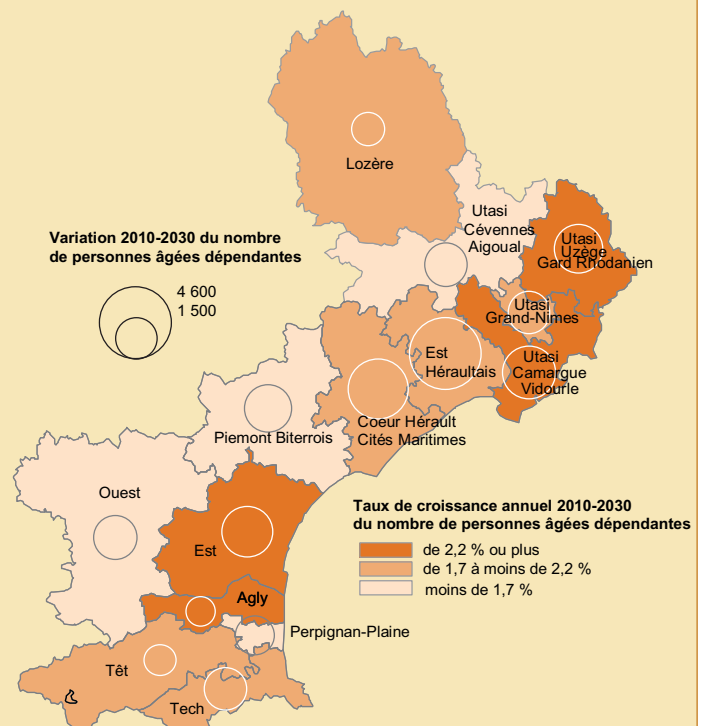 Lozère
Utasi
Cévennes
Aigoual
Utasi
Uzège
Gard Rhodanien
Variation 2010-2030 du nombre
de personnes âgées dépendantes
4 600
1 500
Utasi
Grand-Nîmes
Est
Héraultais
Utasi
Camargue
Vidourle
Coeur Hérault
Cités Maritimes
Piemont Biterrois
Ouest
Taux de croissance annuel 2010-2030
du nombre de personnes âgées dépendantes
de 2,2 % ou plus
de 1,7 à moins de 2,2 %
moins de 1,7 %
Est
Agly
Perpignan-Plaine
Têt
Tech